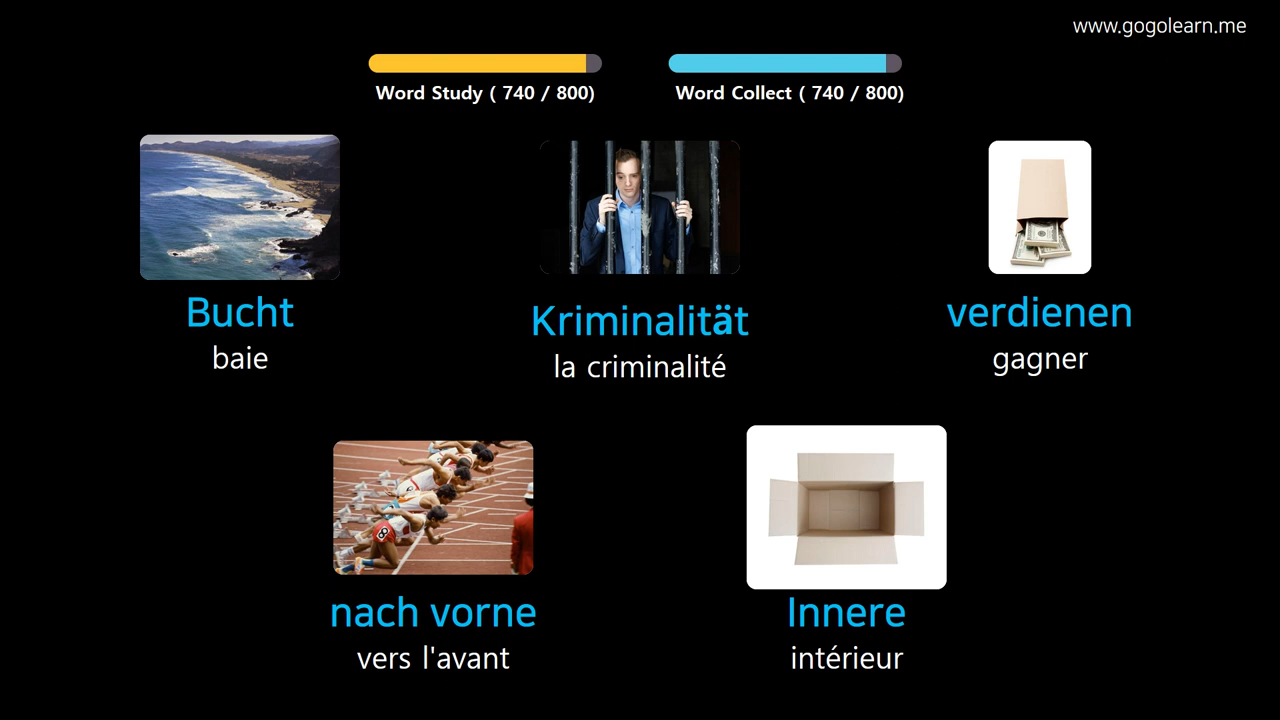 www.gogolearn.me
Word Study ( 740 / 800)
Word Collect ( 740 / 800)
Bucht
baie
Kriminalität
la criminalité
verdienen
gagner
nach vorne
vers l'avant
Innere
intérieur